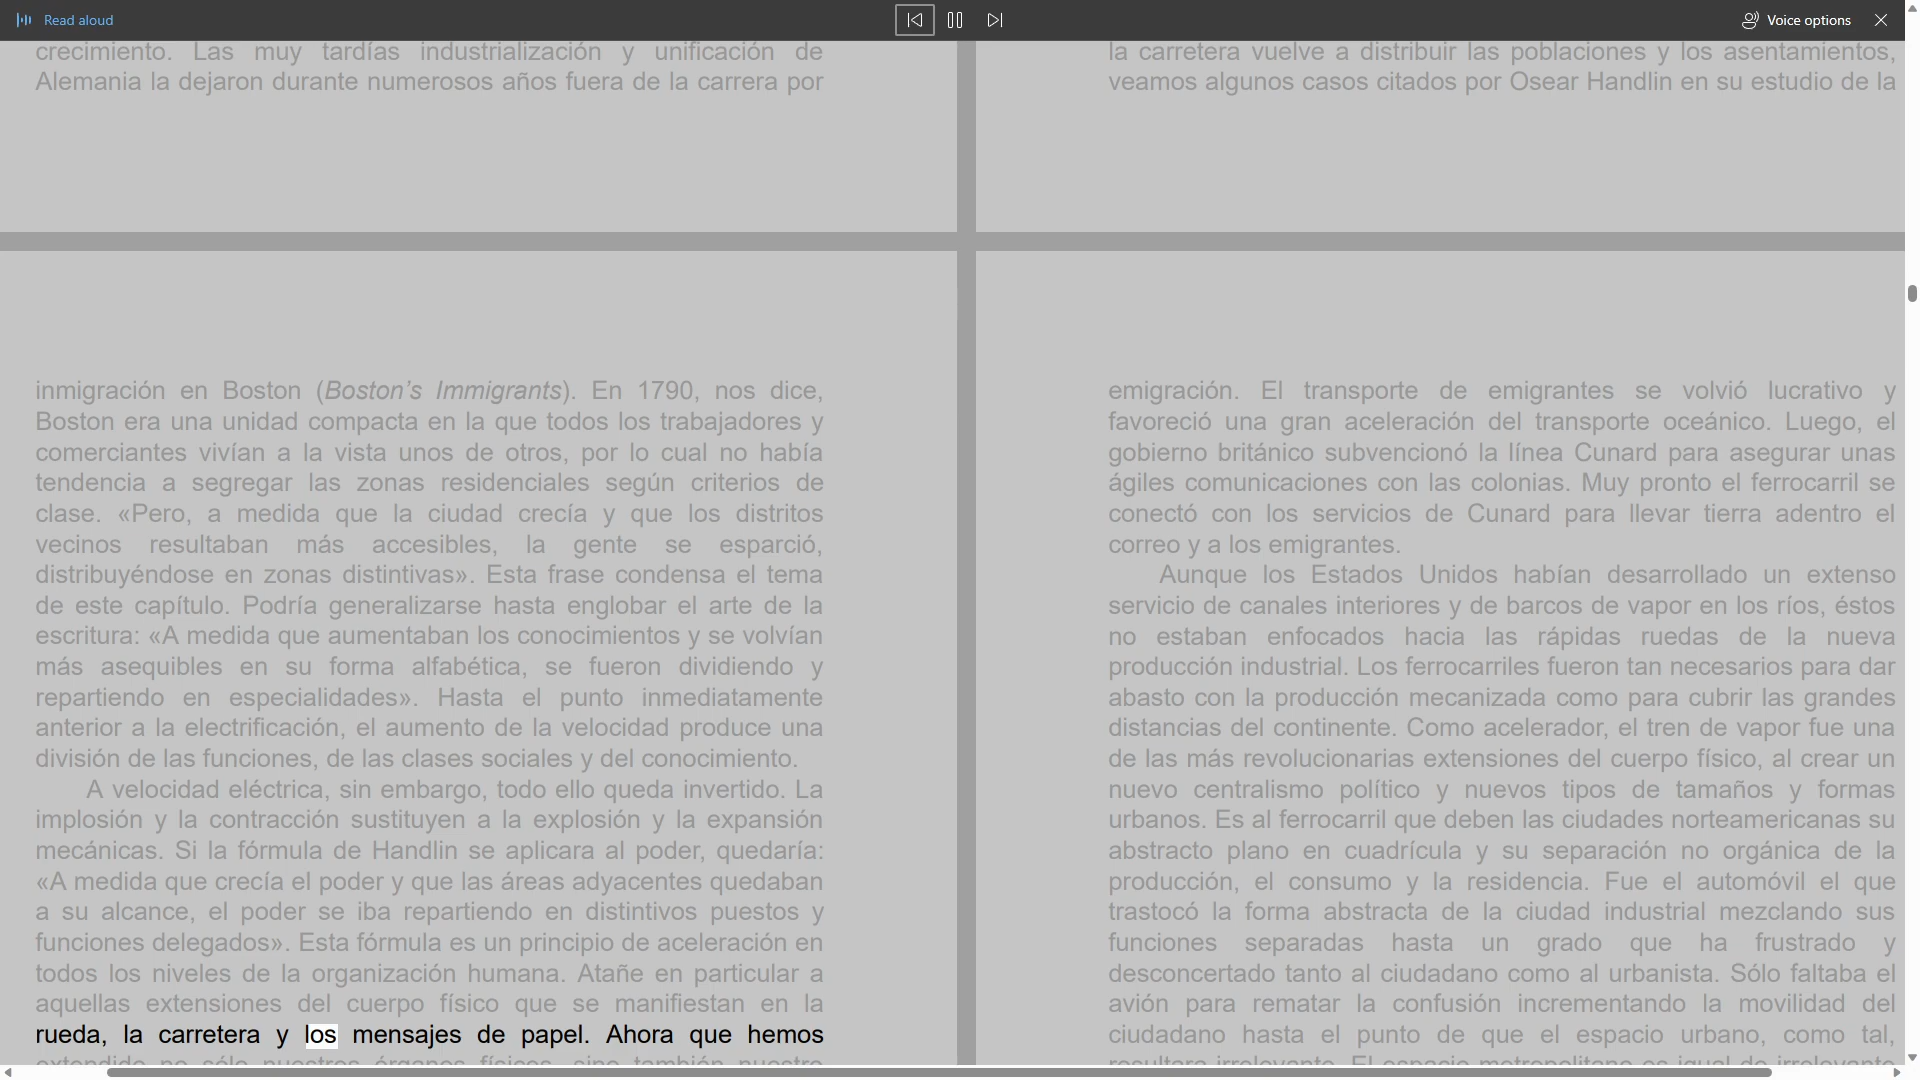 Read aloud
Voice options
crecimiento. Las muy tardías industrialización y unificación de
Alemania la dejaron durante numerosos años fuera de la carrera por
la carretera vuelve a distribuir las poblaciones y los asentamientos,
veamos algunos casos citados por Osear Handlin en su estudio de la
inmigración en Boston (Boston's Immigrants). En 1790, nos dice,
Boston era una unidad compacta en la que todos los trabajadores y
comerciantes vivían a la vista unos de otros, por lo cual no había
tendencia a segregar las zonas residenciales según criterios de
clase. «Pero, a medida que la ciudad crecía y que los distritos
vecinos resultaban más accesibles, la gente se esparció,
distribuyéndose en zonas distintivas». Esta frase condensa el tema
de este capítulo. Podría generalizarse hasta englobar el arte de la
escritura: «A medida que aumentaban los conocimientos y se volvían
más asequibles en su forma alfabética, se fueron dividiendo y
repartiendo en especialidades». Hasta el punto inmediatamente
anterior a la electrificación, el aumento de la velocidad produce una
división de las funciones, de las clases sociales y del conocimiento.
A velocidad eléctrica, sin embargo, todo ello queda invertido. La
implosión y la contracción sustituyen a la explosión y la expansión
mecánicas. Si la fórmula de Handlin se aplicara al poder, quedaría:
«A medida que crecía el poder y que las áreas adyacentes quedaban
a su alcance, el poder se iba repartiendo en distintivos puestos y
funciones delegados». Esta fórmula es un principio de aceleración en
todos los niveles de la organización humana. Atañe en particular a
aquellas extensiones del cuerpo físico que se manifiestan en la
rueda, la carretera y los mensajes de papel. Ahora que hemos
extendido no sólo nuestros órganos físicos, sino también nuestro
emigración. El transporte de emigrantes se volvió lucrativo y
favoreció una gran aceleración del transporte oceánico. Luego, el
gobierno británico subvencionó la línea Cunard para asegurar unas
ágiles comunicaciones con las colonias. Muy pronto el ferrocarril se
conectó con los servicios de Cunard para llevar tierra adentro el
correo y a los emigrantes.
Aunque los Estados Unidos habían desarrollado un extenso
servicio de canales interiores y de barcos de vapor en los ríos, éstos
no estaban enfocados hacia las rápidas ruedas de la nueva
producción industrial. Los ferrocarriles fueron tan necesarios para dar
abasto con la producción mecanizada como para cubrir las grandes
distancias del continente. Como acelerador, el tren de vapor fue una
de las más revolucionarias extensiones del cuerpo físico, al crear un
nuevo centralismo político y nuevos tipos de tamaños y formas
urbanos. Es al ferrocarril que deben las ciudades norteamericanas su
abstracto plano en cuadrícula y su separación no orgánica de la
producción, el consumo y la residencia. Fue el automóvil el que
trastocó la forma abstracta de la ciudad industrial mezclando sus
funciones separadas hasta un grado que ha frustrado y
desconcertado tanto al ciudadano como al urbanista. Sólo faltaba el
avión para rematar la confusión incrementando la movilidad del
ciudadano hasta el punto de que el espacio urbano, como tal,
resultara irrelevante. El espacio metropolitano es igual de irrelevante